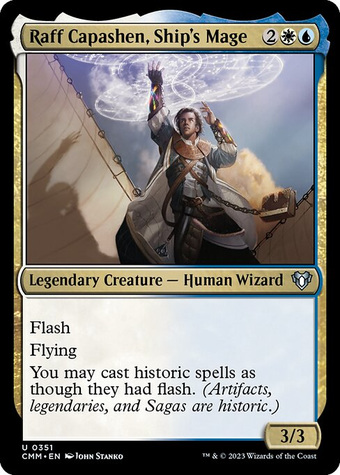 Raff Capashen, Ship's Mage 2
Legendary Creature — Human Wizard
Flash
Flying
You may cast historic spells as
though they had flash. (Artifacts,
legendaries, and Sagas are historic.)
3/3
U 0351
CMM • EN JOHN STANKO
™ & © 2023 Wizards of the Coast